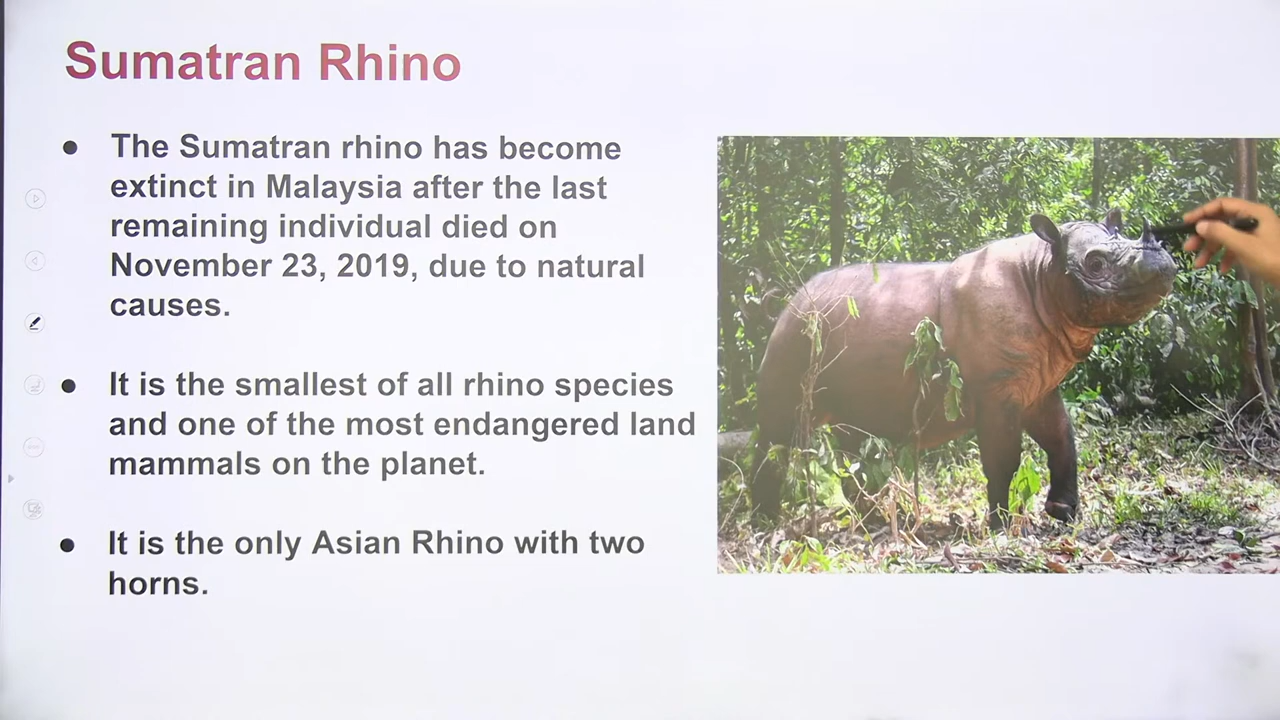 Sumatran Rhino
● The Sumatran rhino has become
extinct in Malaysia after the last
remaining individual died on
November 23, 2019, due to natural
causes.
● It is the smallest of all rhino species
and one of the most endangered land
mammals on the planet.
● It is the only Asian Rhino with two
horns.